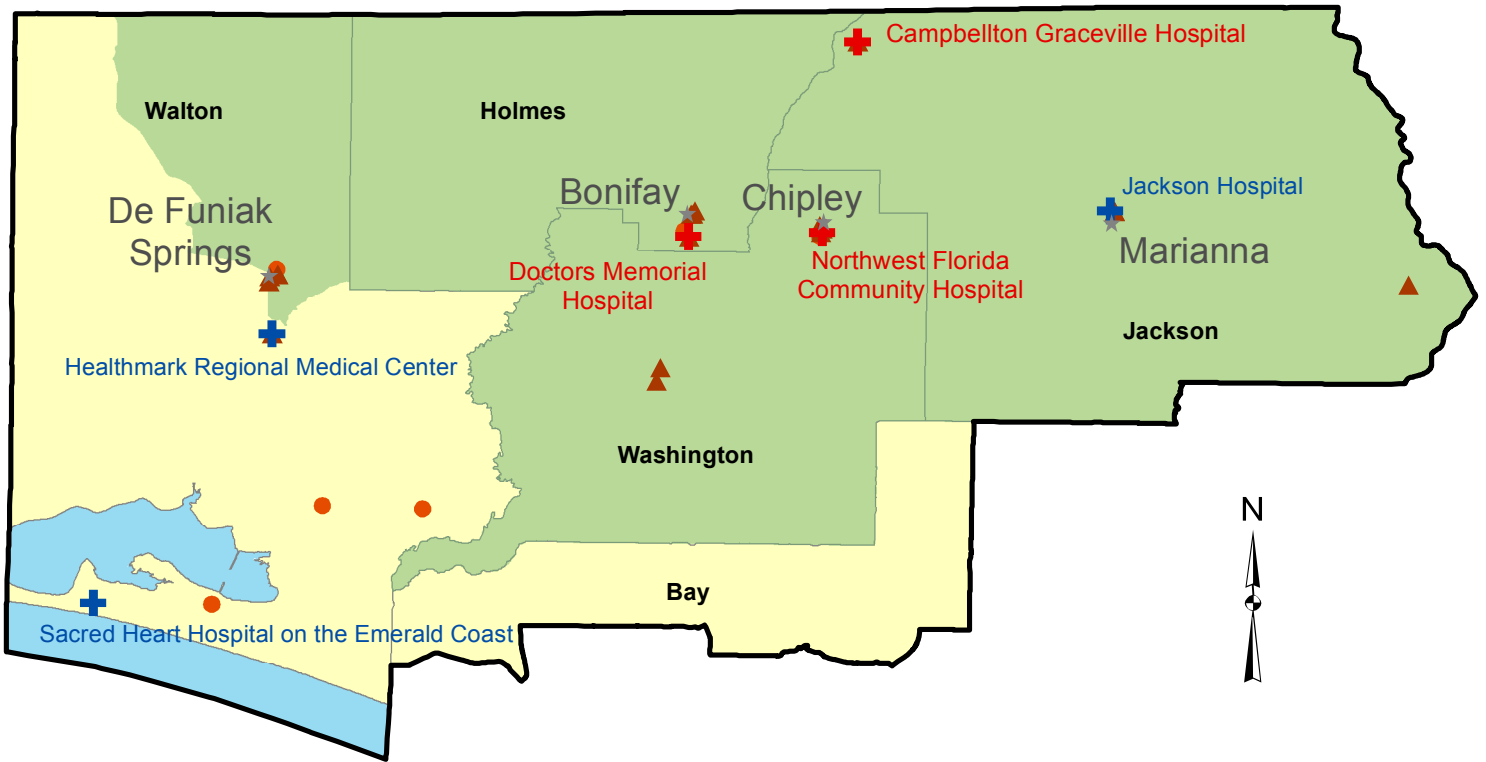 Campbellton Graceville Hospital
Walton
Holmes
Jackson Hospital
Bonifay
Chipley
De Funiak
Springs
Marianna
Doctors Memorial
Hospital
Northwest Florida
Community Hospital
Jackson
Healthmark Regional Medical Center
Washington
N
Bay
Sacred Heart Hospital on the Emerald Coast